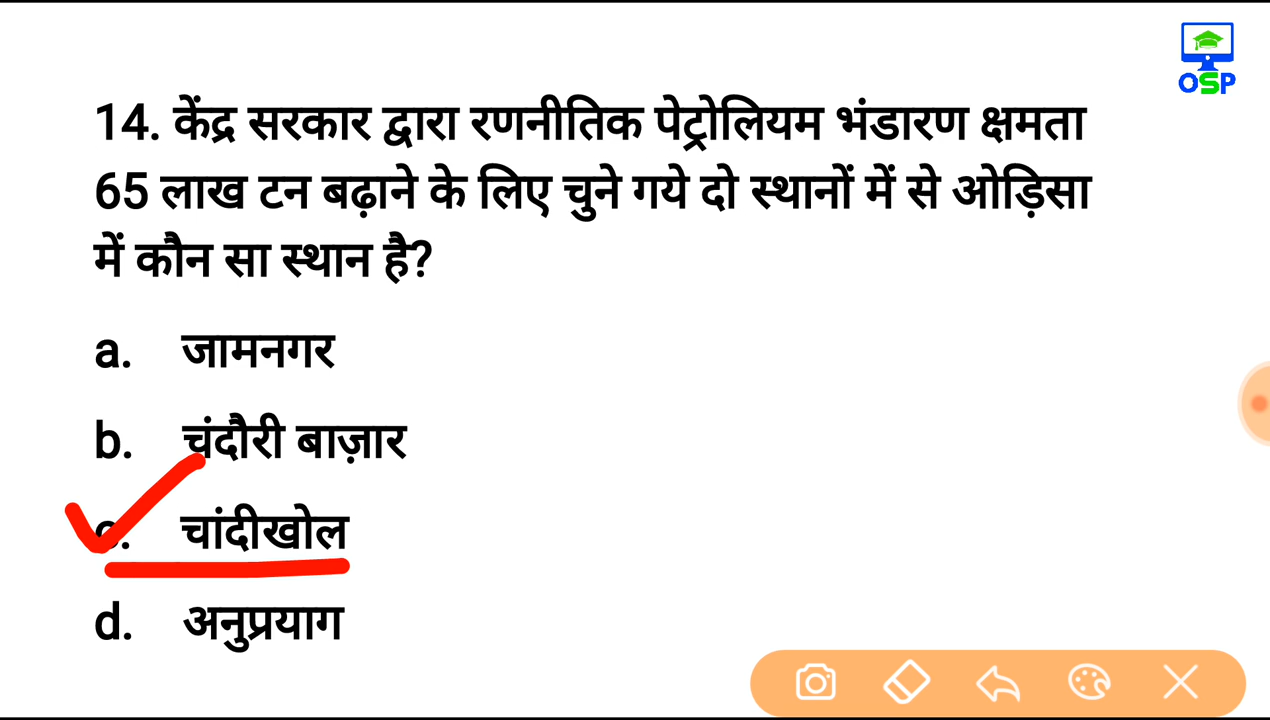 OSP
14. केंद्र सरकार द्वारा रणनीतिक पेट्रोलियम भंडारण क्षमता
65 लाख टन बढ़ाने के लिए चुने गये दो स्थानों में से ओड़िसा
में कौन सा स्थान है?
a. जामनगर
b. चंदौरी बाज़ार
c. चांदीखोल
d. अनुप्रयाग